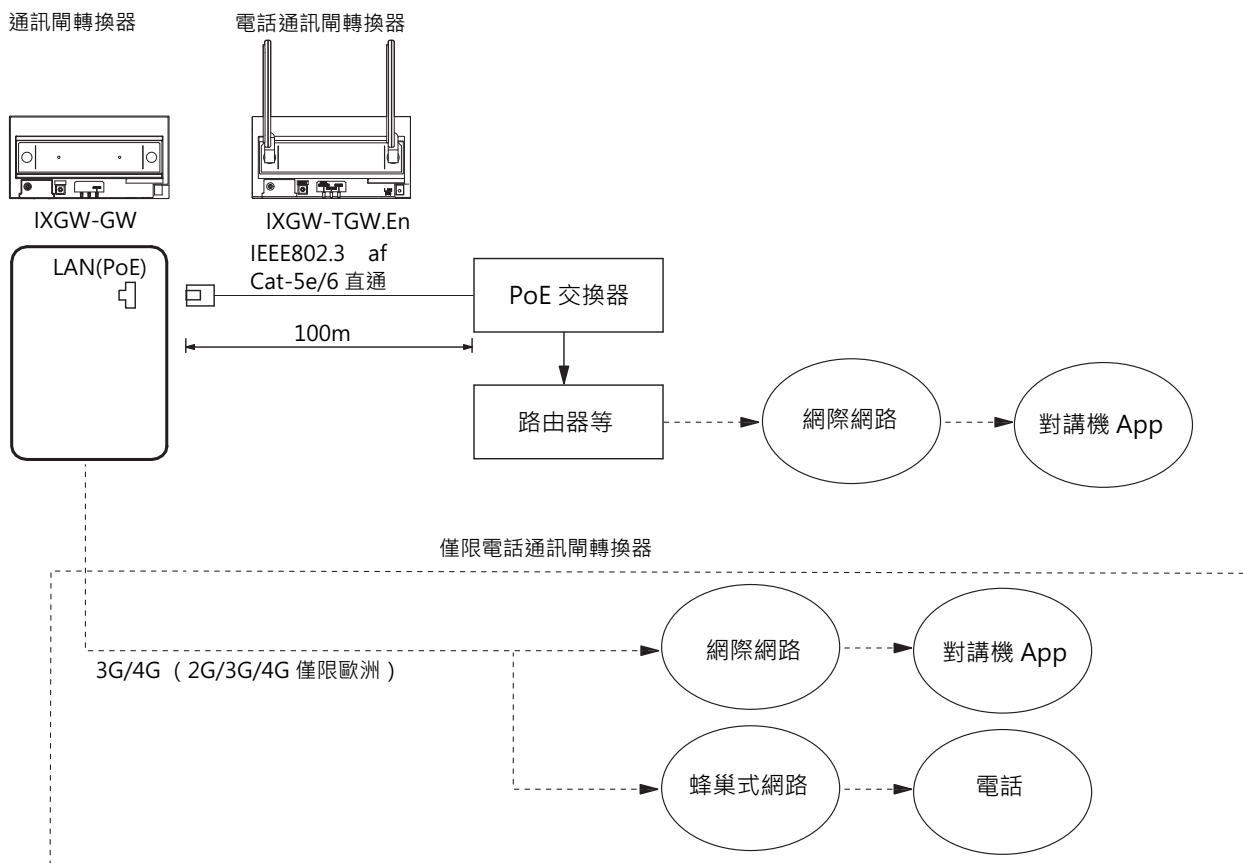 通訊閘轉換器
電話通訊閘轉換器
IXGW-GW
IXGW-TGW.En
LAN(PoE)
IEEE802.3 af
Cat-5e/6 直通
100m
PoE 交換器
路由器等
網際網路
對講機 App
僅限電話通訊閘轉換器
3G/4G （2G/3G/4G 僅限歐洲）
網際網路
對講機 App
蜂巢式網路
電話